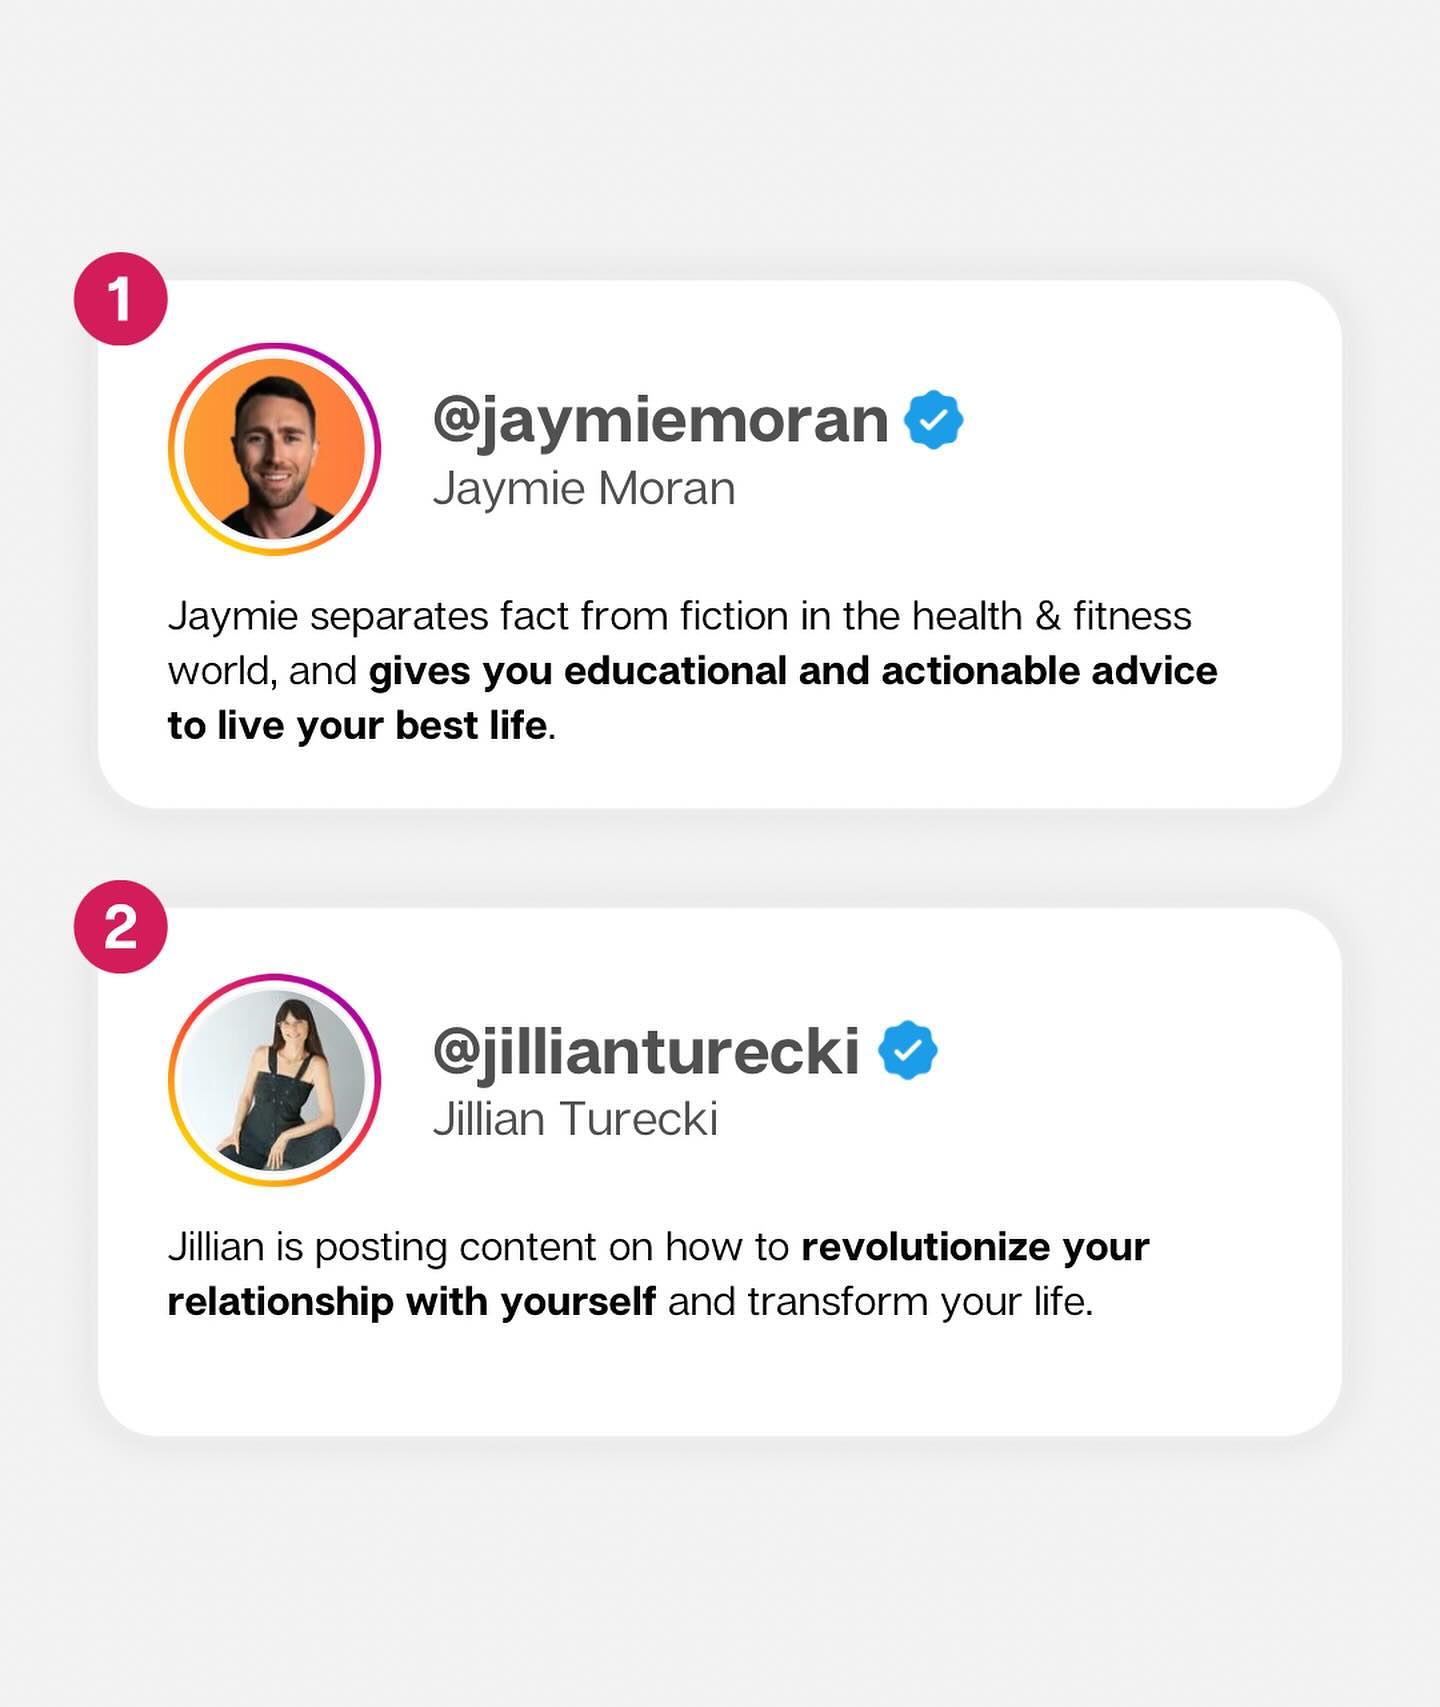 1
@jaymiemoran
Jaymie Moran
Jaymie separates fact from fiction in the health & fitness
world, and gives you educational and actionable advice
to live your best life.
2
@jillianturecki
Jillian Turecki
Jillian is posting content on how to revolutionize your
relationship with yourself and transform your life.